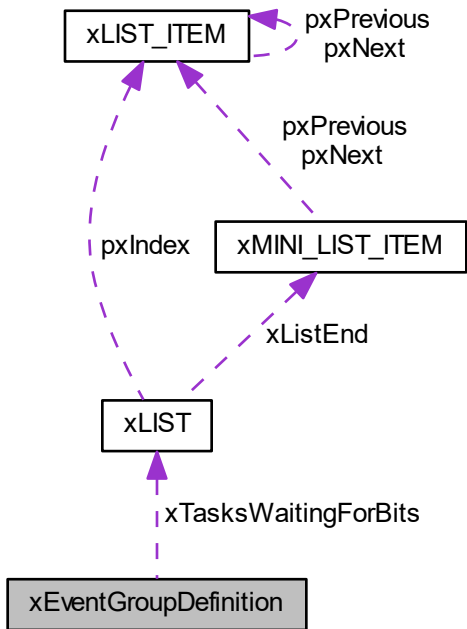 xLIST_ITEM
pxPrevious
pxNext
pxPrevious
pxNext
pxIndex
xMINI_LIST_ITEM
xListEnd
xLIST
xTasksWaitingForBits
xEventGroupDefinition